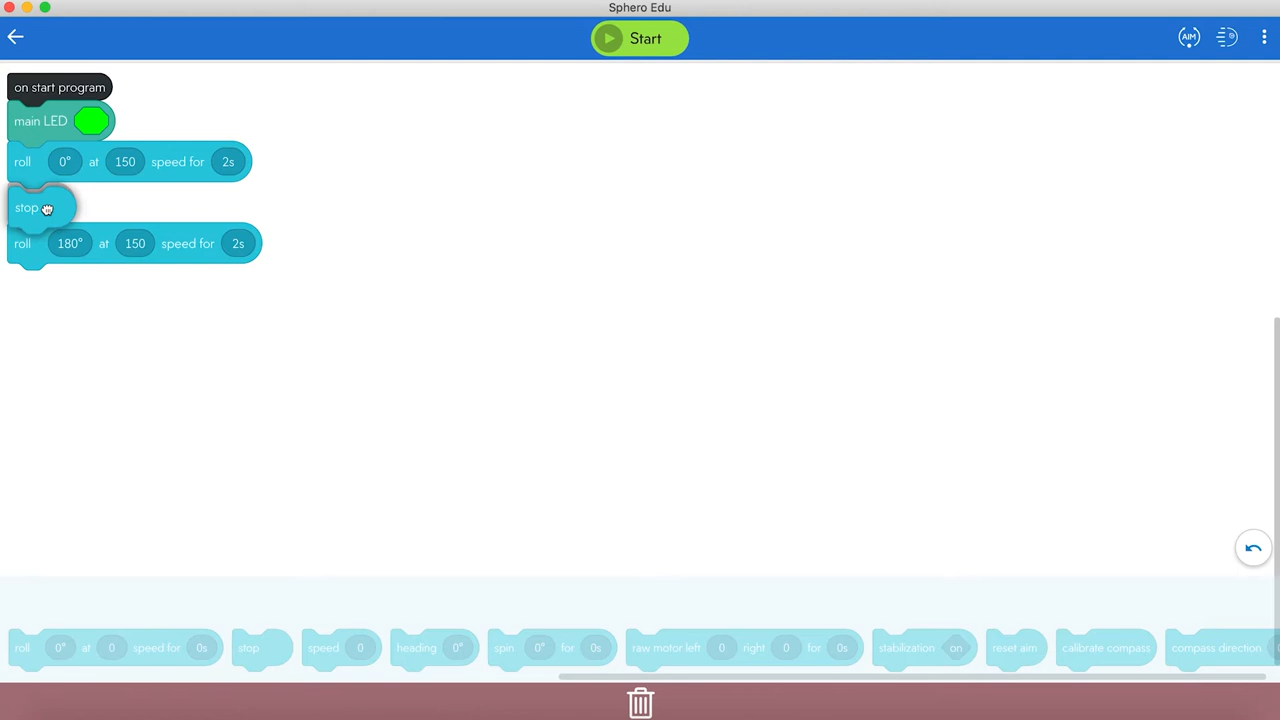 Sphero Edu
Start
AIM
on start program
main LED
roll 0° at 150 speed for 2s
stop
roll 180° at 150 speed for 2s
roll 0° at 0 speed for 0s stop speed 0 heading 0° spin 0° for 0s raw motor left 0 right 0 for 0s stabilization on reset aim calibrate compass compass direction